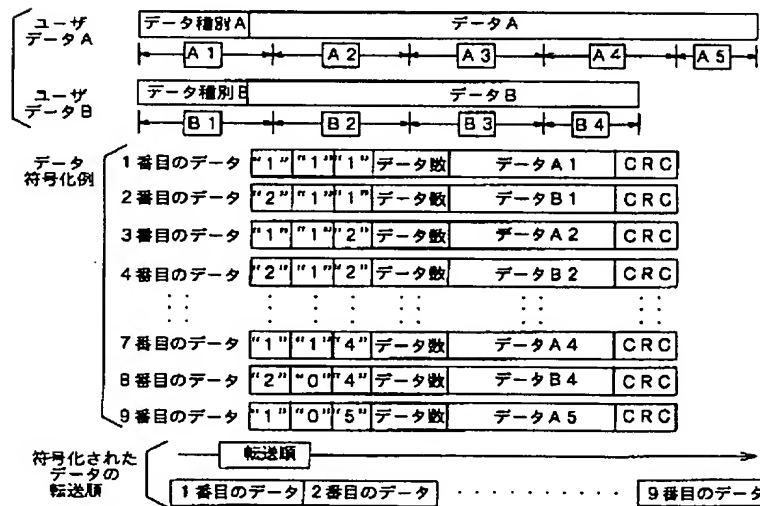 ユーザ
データA
データ種別A データA
A1 A2 A3 A4 A5
ユーザ
データB
データ種別B データB
B1 B2 B3 B4
データ
符号化例
1番目のデータ "1" "1" "1" データ数 データA1 CRC
2番目のデータ "2" "1" "1" データ数 データB1 CRC
3番目のデータ "1" "1" "2" データ数 データA2 CRC
4番目のデータ "2" "1" "2" データ数 データB2 CRC
7番目のデータ "1" "1" "4" データ数 データA4 CRC
8番目のデータ "2" "0" "4" データ数 データB4 CRC
9番目のデータ "1" "0" "5" データ数 データA5 CRC
符号化された
データの
転送順
転送順
1番目のデータ 2番目のデータ ・・・・・・・・・・ 9番目のデータ